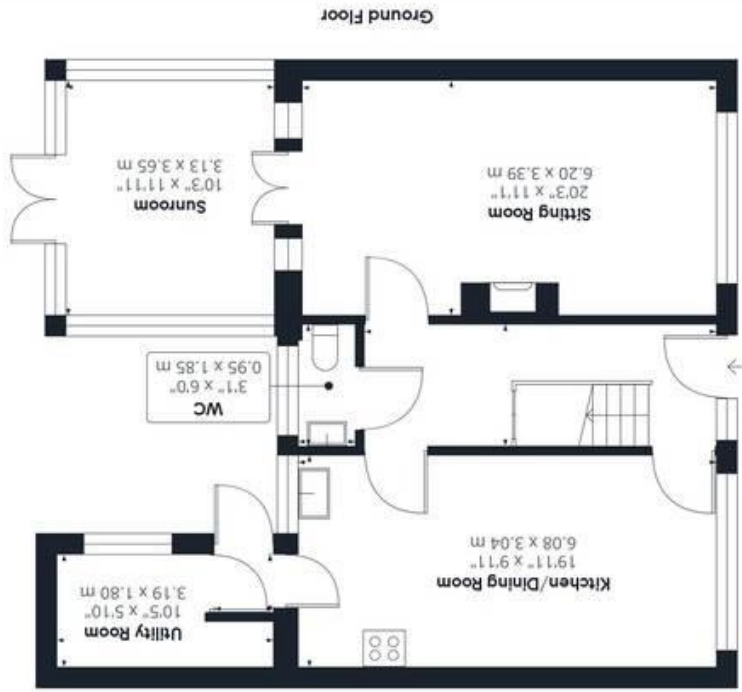 Utility Room
10'5" x 5'10"
3.19 x 1.80 m
Kitchen/Dining Room
19'11" x 9'11"
6.08 x 3.04 m
WC
3'1" x 6'0"
0.95 x 1.85 m
Sitting Room
20'3" x 11'1"
6.20 x 3.39 m
Sunroom
10'3" x 11'11"
3.13 x 3.65 m
Ground Floor